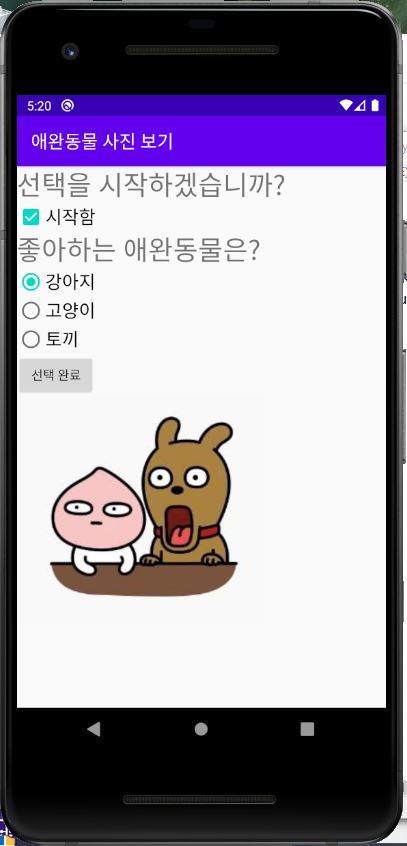 5:20
애완동물 사진 보기
선택을 시작하겠습니까?
시작함
좋아하는 애완동물은?
강아지
고양이
토끼
선택 완료